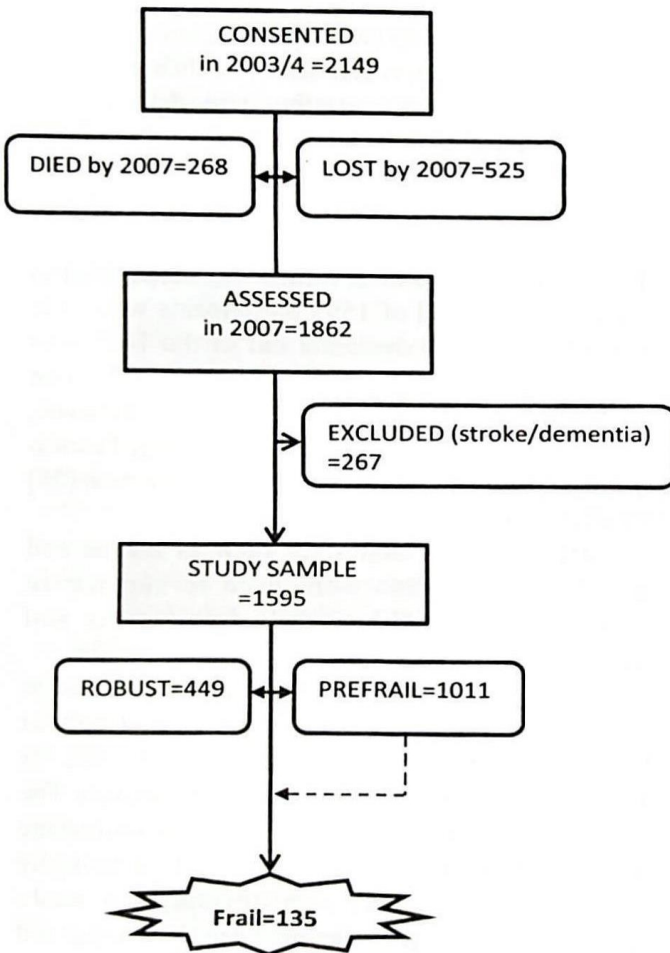 CONSENTED
in 2003/4 =2149
DIED by 2007=268
LOST by 2007=525
ASSESSED
in 2007=1862
EXCLUDED (stroke/dementia)
=267
STUDY SAMPLE
=1595
ROBUST=449
PREFRAIL=1011
Frail=135